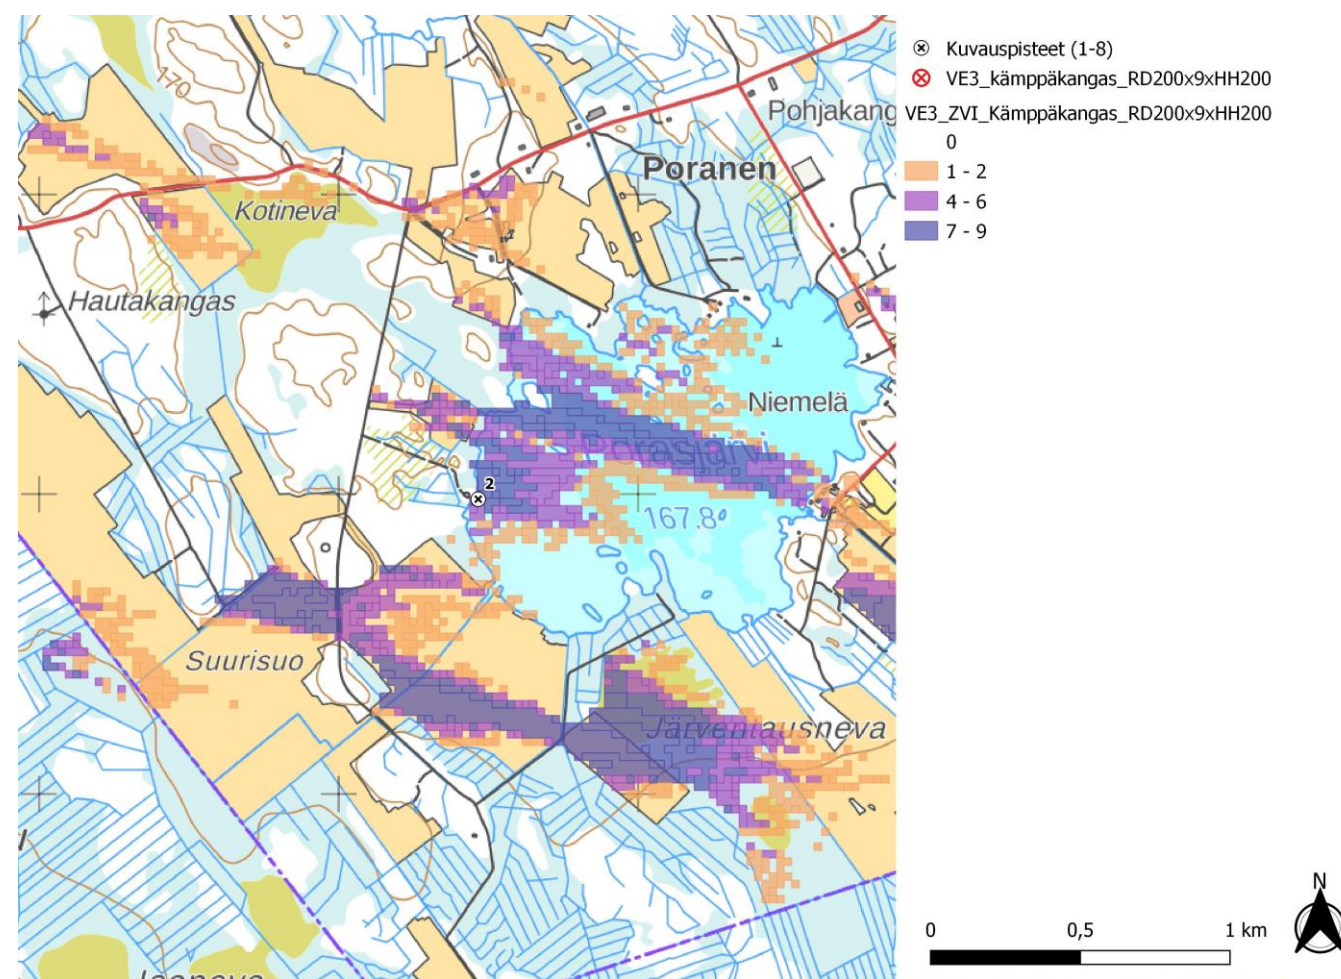 Kuvauspisteet (1-8)
VE3_kämppäkangas_RD200x9xHH200
VE3_ZVI_Kämppäkangas_RD200x9xHH200
0
1 - 2
4 - 6
7 - 9
170
Pohjakang
Poranen
Kotineva
Hautakangas
Niemelä
Porasjärvi
2
167.8
Suurisuo
Järventausneva
Isoneva
N
0 0,5 1 km